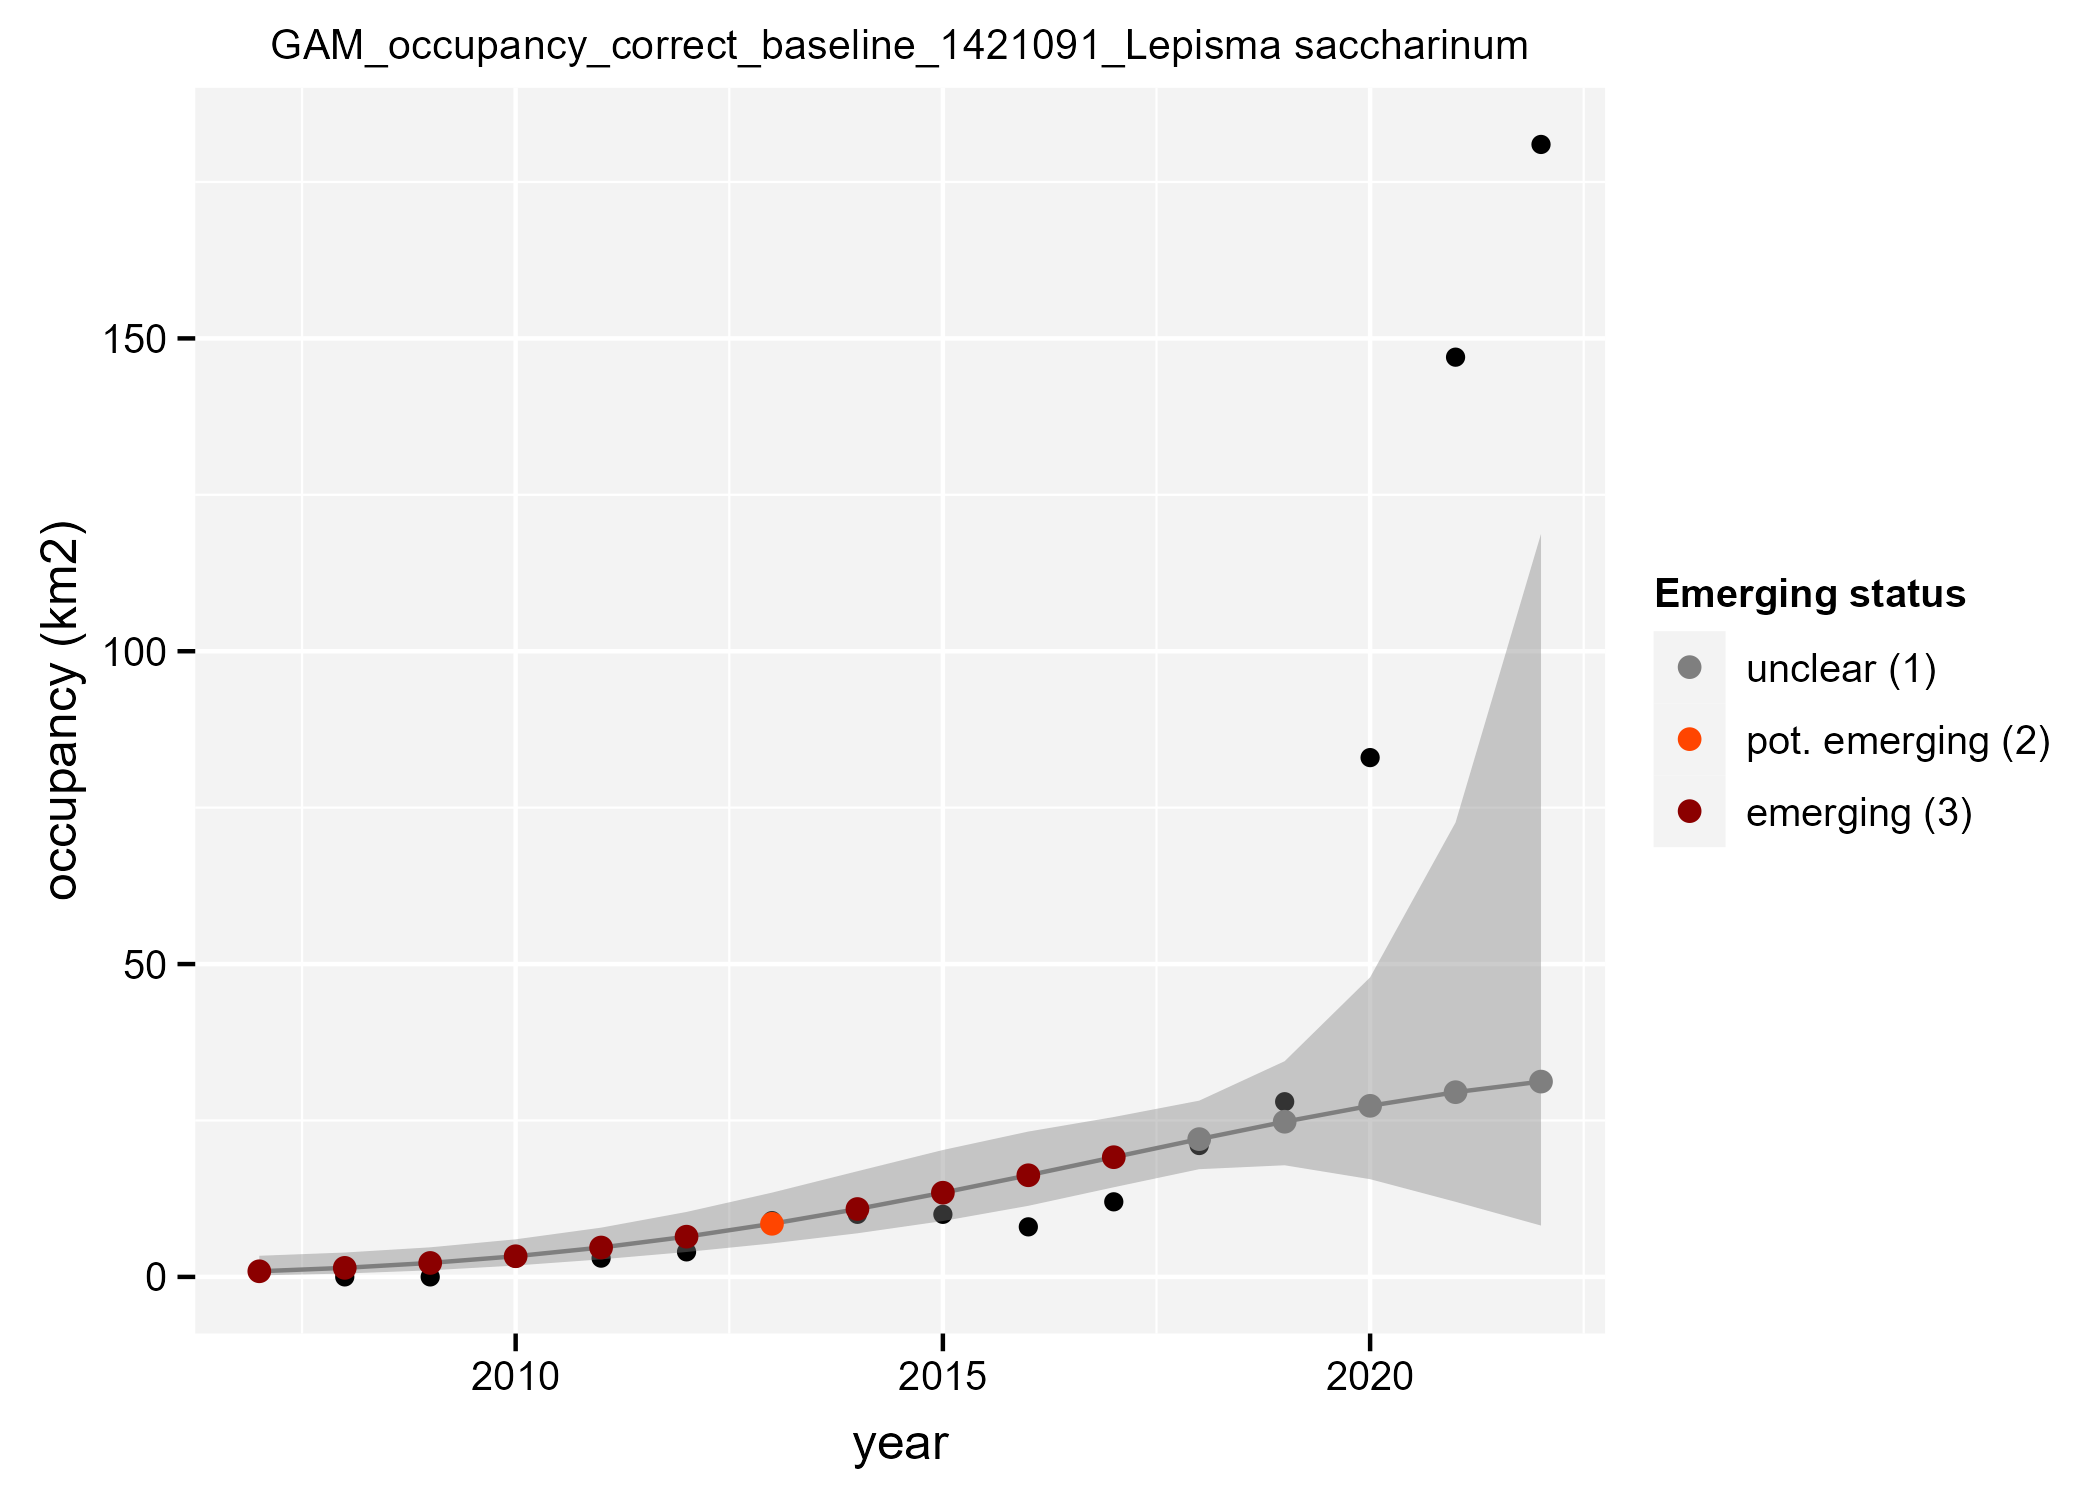 GAM_occupancy_correct_baseline_1421091_Lepisma saccharinum
occupancy (km2)
150
100
50
0
2010
2015
2020
year
Emerging status
unclear (1)
pot. emerging (2)
emerging (3)